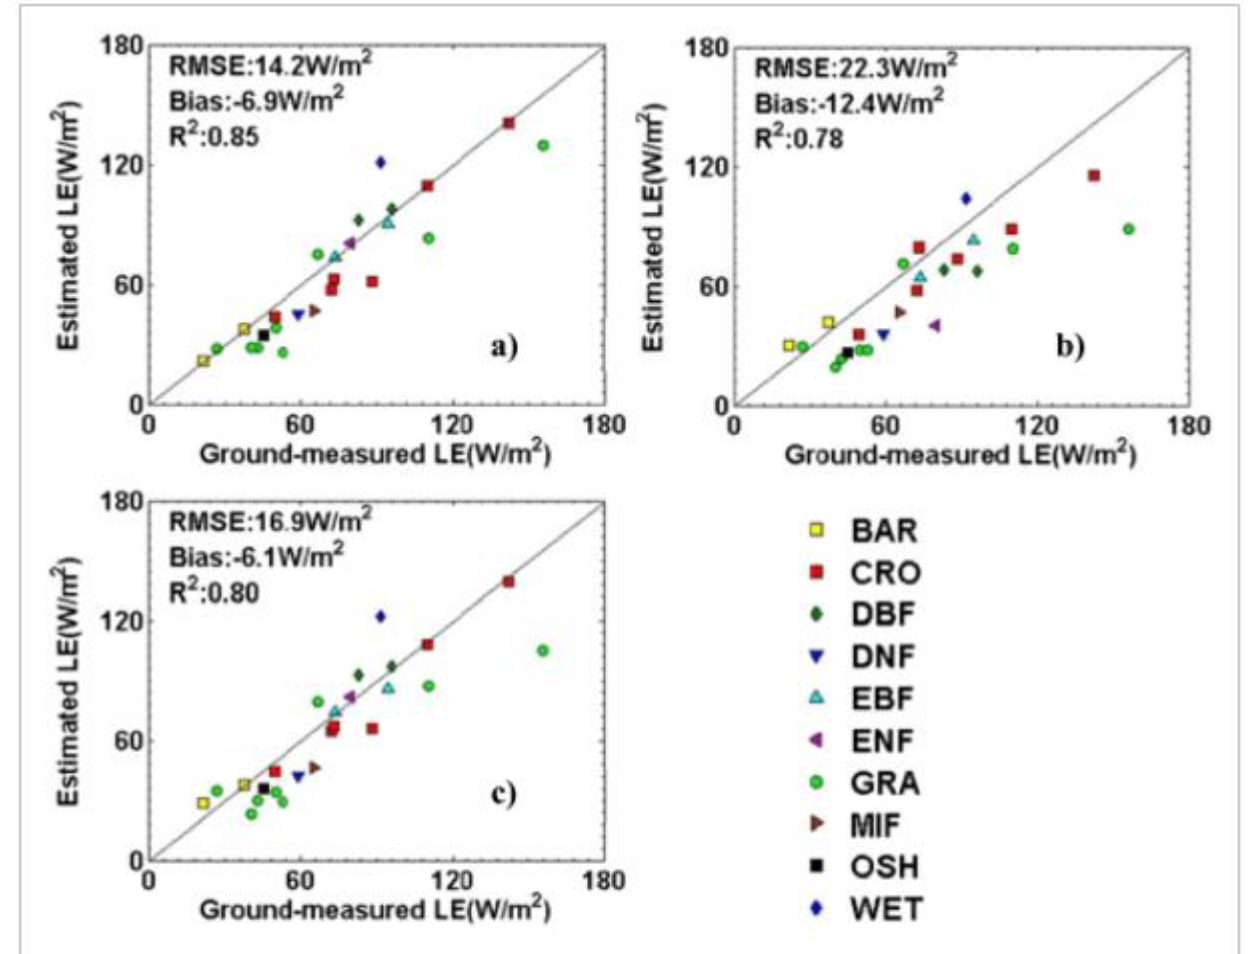 180
RMSE:14.2W/m²
Bias:-6.9W/m²
R²:0.85
120
60
0
a)
0 60 120 180
Estimated LE(W/m²)
Ground-measured LE(W/m²)
180
RMSE:22.3W/m²
Bias:-12.4W/m²
R²:0.78
120
60
0
b)
0 60 120 180
Estimated LE(W/m²)
Ground-measured LE(W/m²)
180
RMSE:16.9W/m²
Bias:-6.1W/m²
R²:0.80
120
60
0
c)
0 60 120 180
Estimated LE(W/m²)
Ground-measured LE(W/m²)
BAR
CRO
DBF
DNF
EBF
ENF
GRA
MIF
OSH
WET